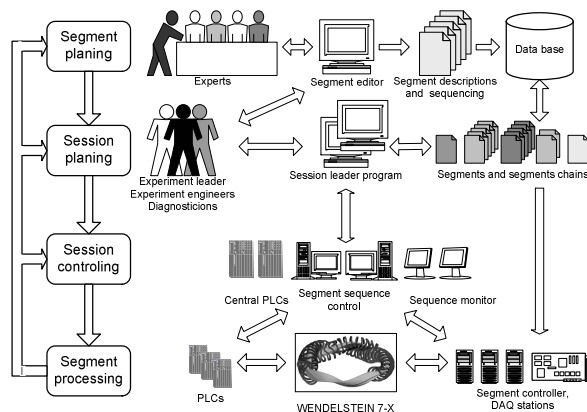 Segment
planing
Experts
Segment editor
Segment descriptions
and sequencing
Data base
Session
planing
Experiment leader
Experiment engineers
Diagnosticions
Session leader program
Segments and segments chains
Session
controling
Central PLCs
Segment sequence
control
Sequence monitor
Segment
processing
PLCs
WENDELSTEIN 7-X
Segment controller,
DAQ stations